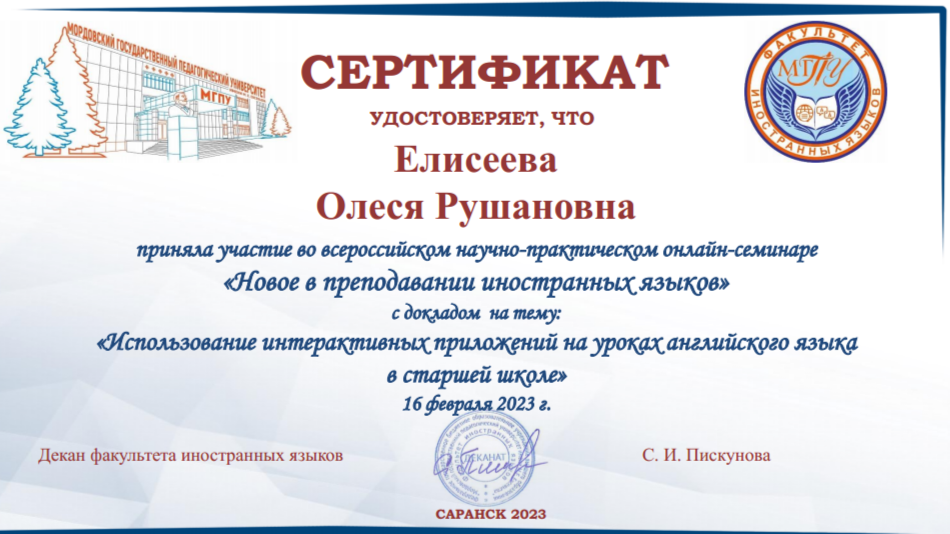 МОРДОВСКИЙ ГОСУДАРСТВЕННЫЙ ПЕДАГОГИЧЕСКИЙ УНИВЕРСИТЕТ
МГПУ
ФАКУЛЬТЕТ
МГПУ
ИНОСТРАННЫХ ЯЗЫКОВ
СЕРТИФИКАТ
УДОСТОВЕРЯЕТ, ЧТО
Елисеева
Олеся Рушановна
приняла участие во всероссийском научно-практическом онлайн-семинаре
«Новое в преподавании иностранных языков»
с докладом на тему:
«Использование интерактивных приложений на уроках английского языка
в старшей школе»
16 февраля 2023 г.
Декан факультета иностранных языков
ДЕКАНАТ
С. И. Пискунова
САРАНСК 2023